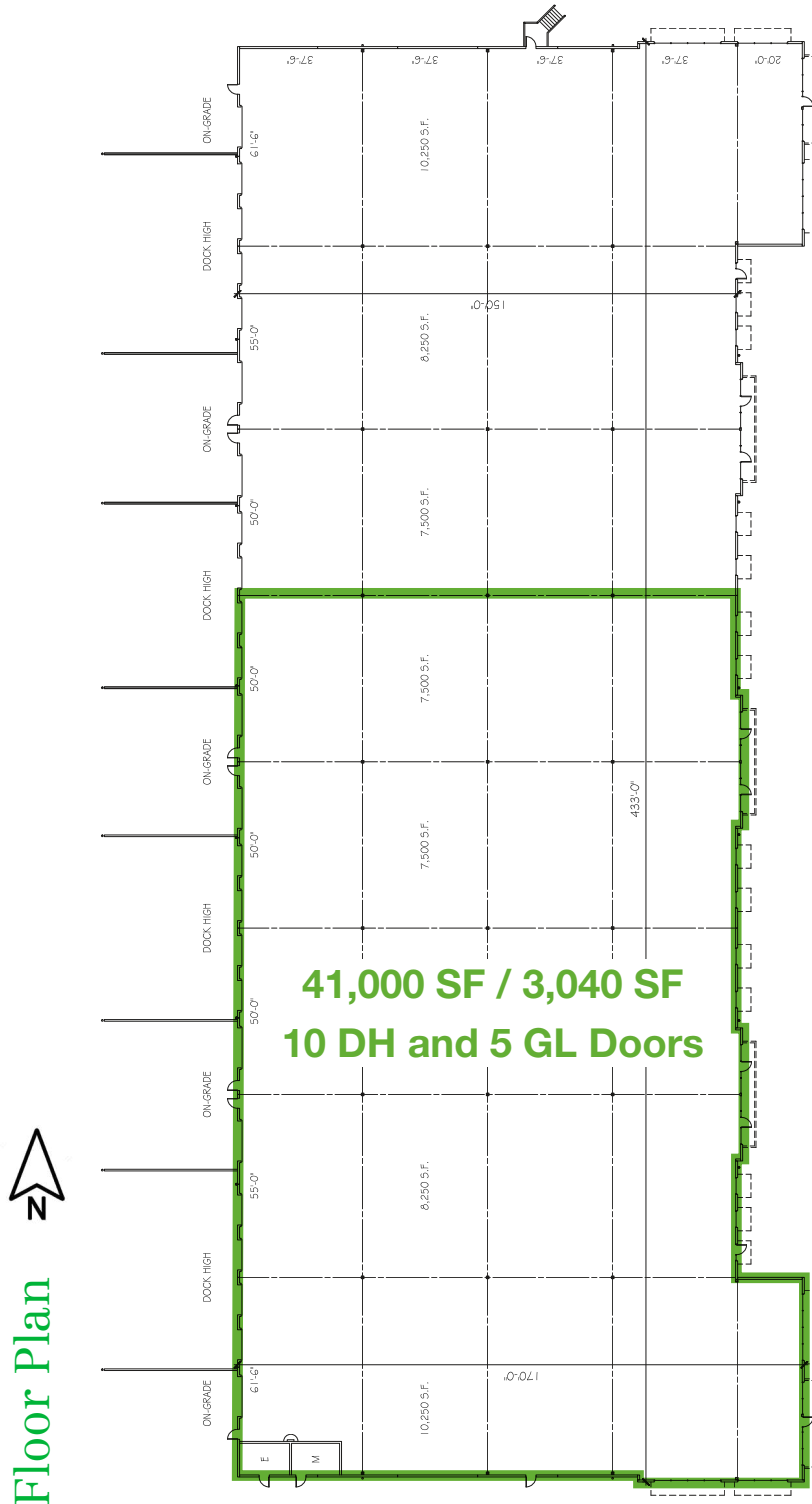 Floor Plan
N
37'-6"
37'-6"
37'-6"
37'-6"
20'-0"
ON-GRADE
61'-6"
10,250 S.F.
DOCK HIGH
150'-0"
55'-0"
8,250 S.F.
ON-GRADE
50'-0"
7,500 S.F.
DOCK HIGH
50'-0"
7,500 S.F.
ON-GRADE
433'-0"
50'-0"
7,500 S.F.
DOCK HIGH
41,000 SF / 3,040 SF
10 DH and 5 GL Doors
50'-0"
ON-GRADE
55'-0"
8,250 S.F.
DOCK HIGH
170'-0"
61'-6"
10,250 S.F.
ON-GRADE
E
M